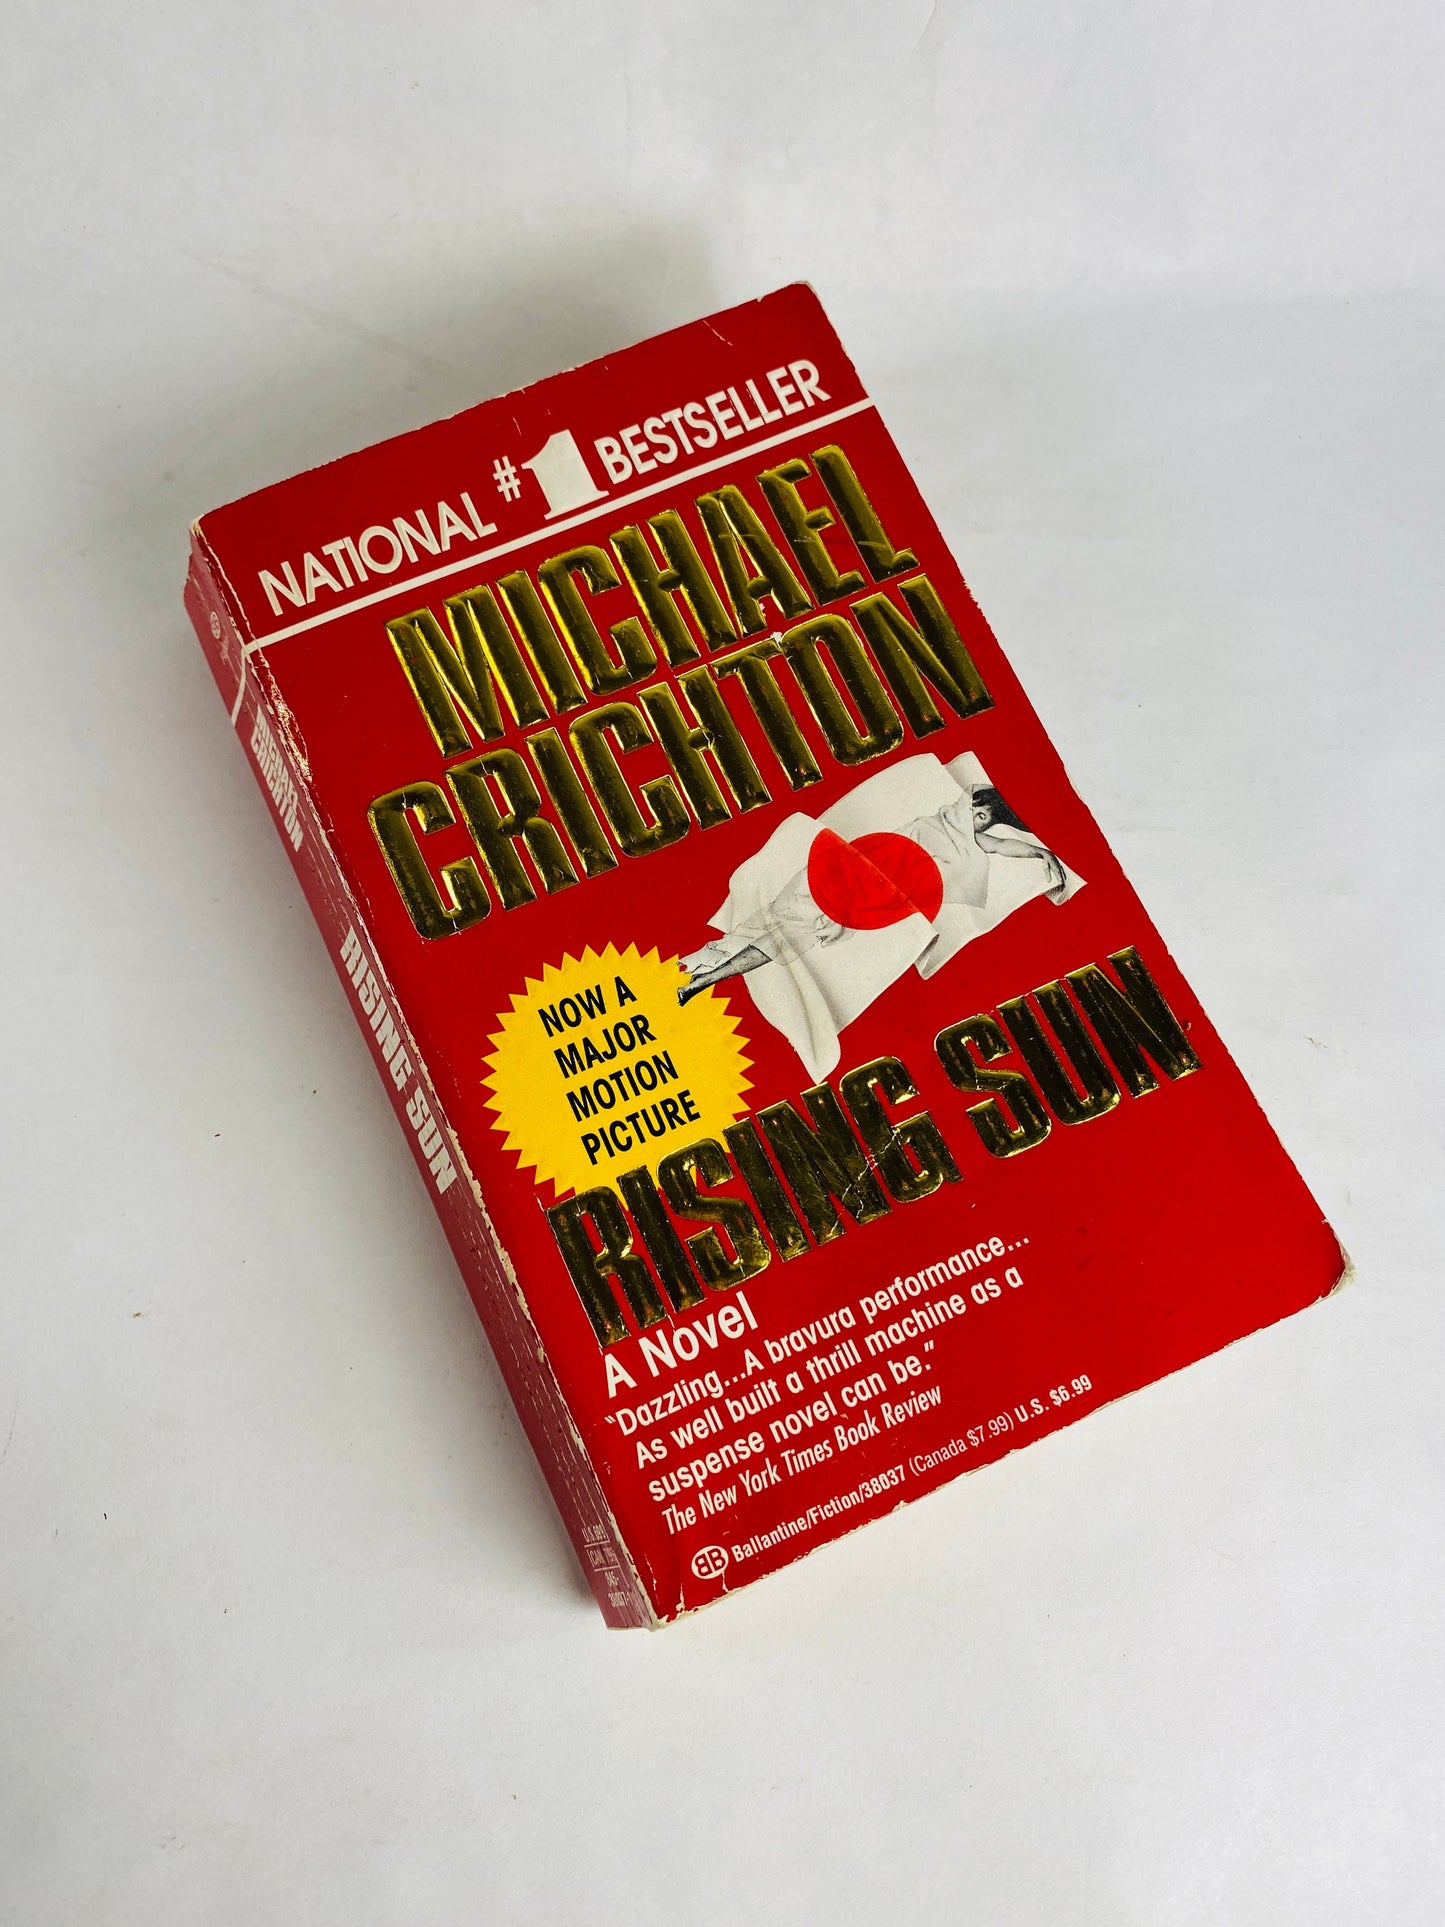 NATIONAL #1 BESTSELLER
MICHAEL
CRICHTON
NOW A
MAJOR
MOTION
PICTURE
RISING SUN
A Novel
"Dazzling...A bravura performance...
As well built a thrill machine as a
suspense novel can be."
The New York Times Book Review
BB Ballantine/Fiction/38037 (Canada $7.99) U.S. $6.99
MICHAEL
CRICHTON
RISING SUN